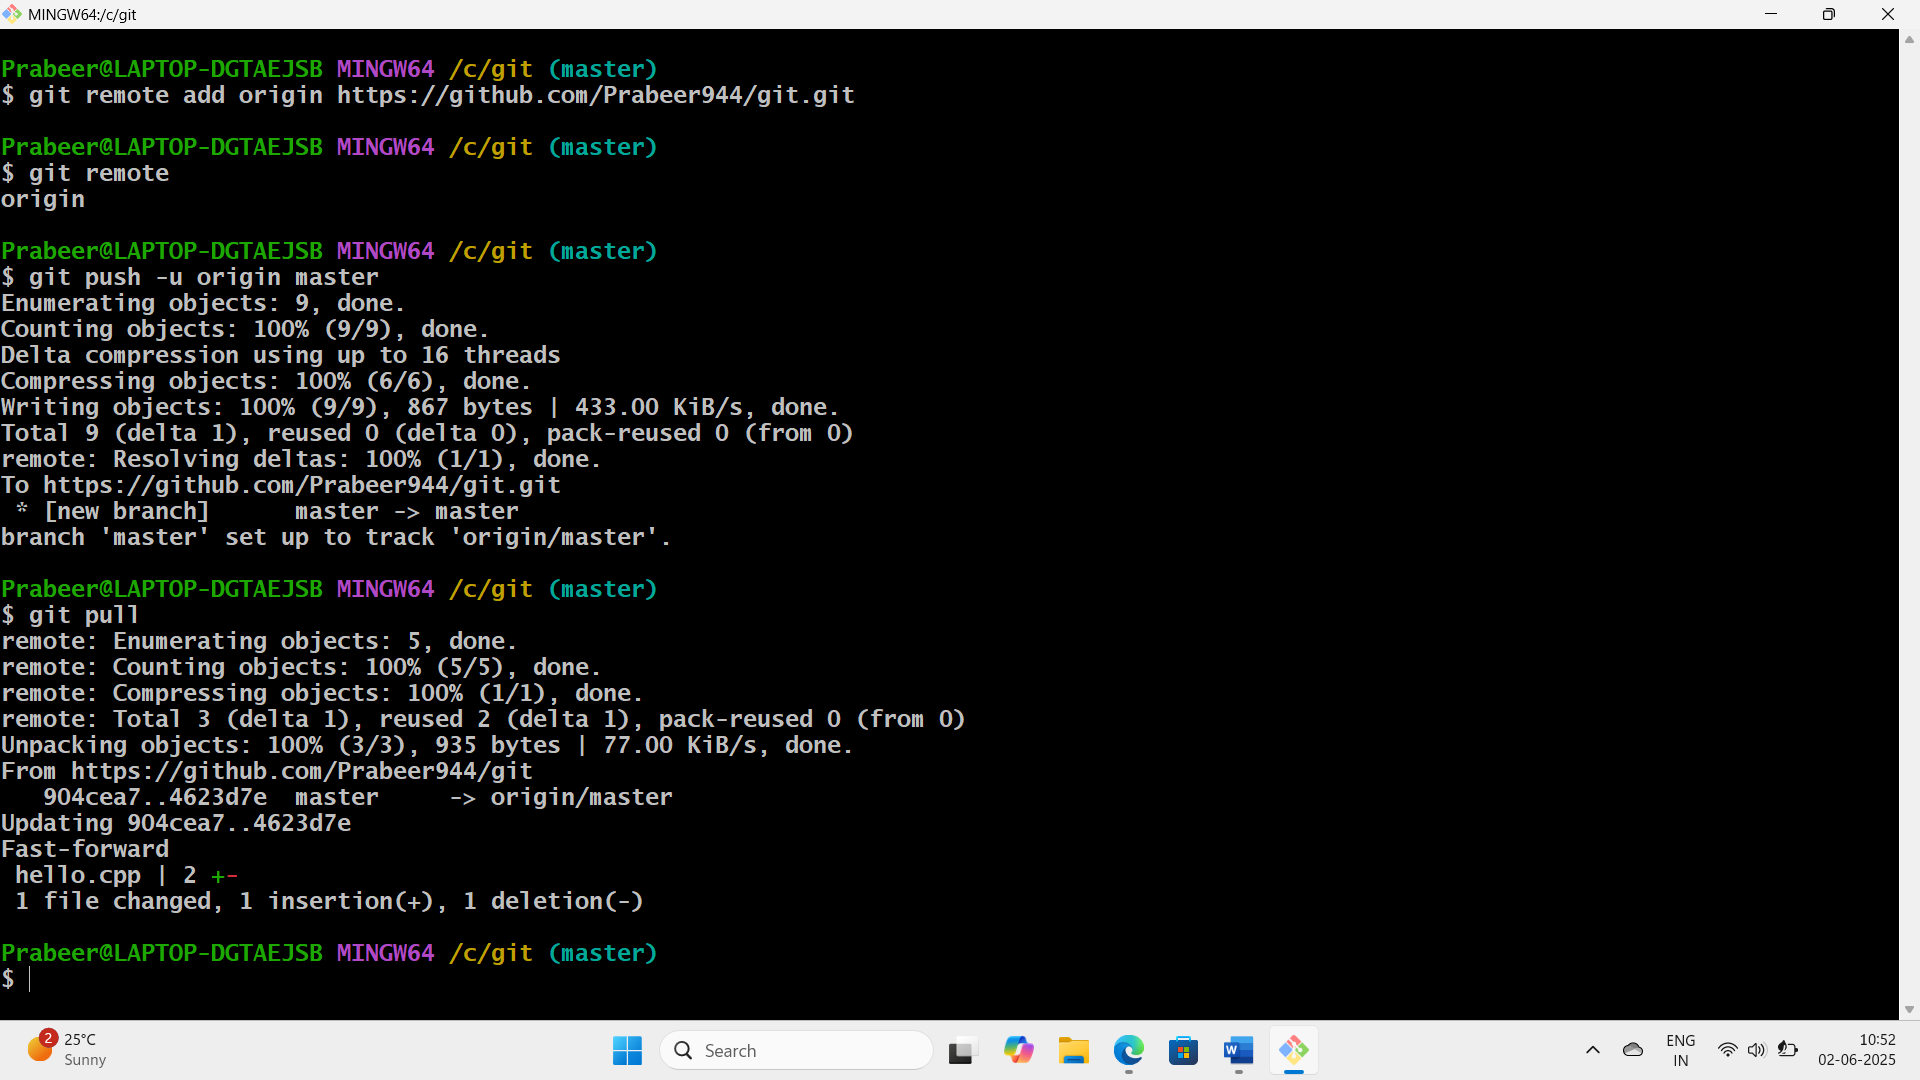 MINGW64:/c/git
Prabeer@LAPTOP-DGTAEJSB MINGW64 /c/git (master)
$ git remote add origin https://github.com/Prabeer944/git.git
Prabeer@LAPTOP-DGTAEJSB MINGW64 /c/git (master)
$ git remote
origin
Prabeer@LAPTOP-DGTAEJSB MINGW64 /c/git (master)
$ git push -u origin master
Enumerating objects: 9, done.
Counting objects: 100% (9/9), done.
Delta compression using up to 16 threads
Compressing objects: 100% (6/6), done.
Writing objects: 100% (9/9), 867 bytes | 433.00 KiB/s, done.
Total 9 (delta 1), reused 0 (delta 0), pack-reused 0 (from 0)
remote: Resolving deltas: 100% (1/1), done.
To https://github.com/Prabeer944/git.git
 * [new branch]      master -> master
branch 'master' set up to track 'origin/master'.
Prabeer@LAPTOP-DGTAEJSB MINGW64 /c/git (master)
$ git pull
remote: Enumerating objects: 5, done.
remote: Counting objects: 100% (5/5), done.
remote: Compressing objects: 100% (1/1), done.
remote: Total 3 (delta 1), reused 2 (delta 1), pack-reused 0 (from 0)
Unpacking objects: 100% (3/3), 935 bytes | 77.00 KiB/s, done.
From https://github.com/Prabeer944/git
   904cea7..4623d7e  master     -> origin/master
Updating 904cea7..4623d7e
Fast-forward
 hello.cpp | 2 +-
 1 file changed, 1 insertion(+), 1 deletion(-)
Prabeer@LAPTOP-DGTAEJSB MINGW64 /c/git (master)
$
2
25°C
Sunny
Search
W
ENG
IN
10:52
02-06-2025